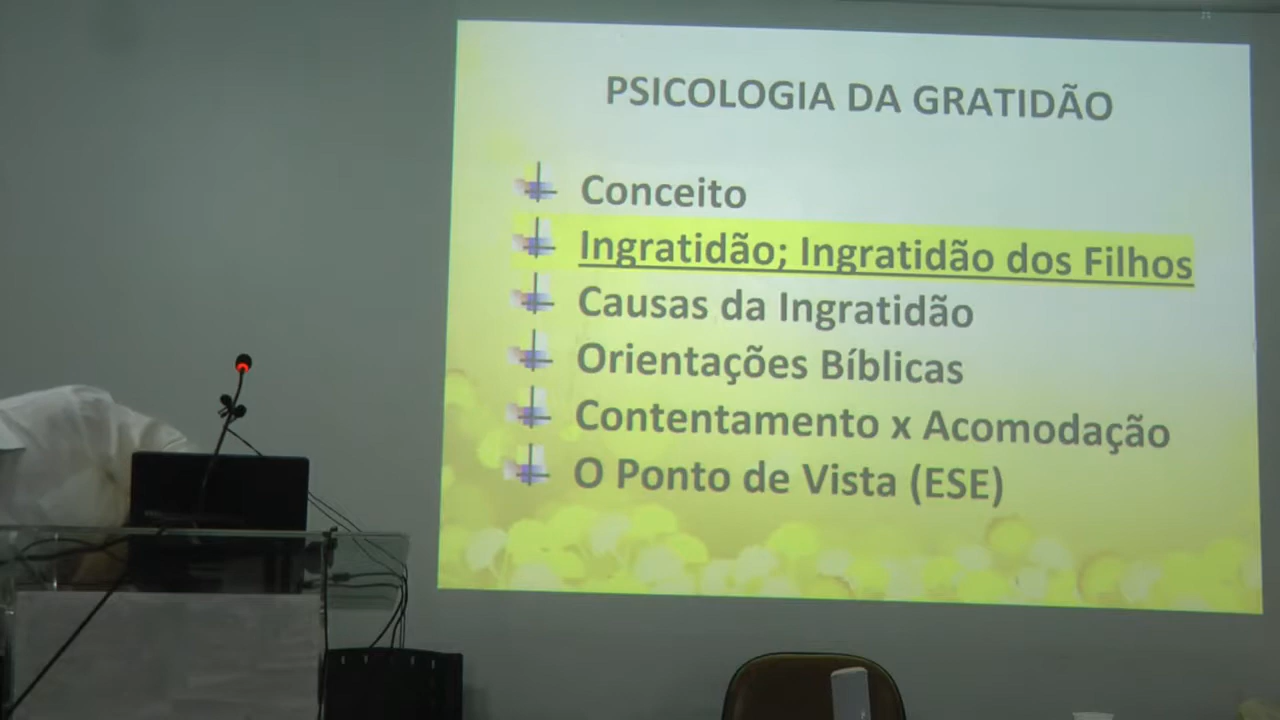 PSICOLOGIA DA GRATIDÃO
Conceito
Ingratidão; Ingratidão dos Filhos
Causas da Ingratidão
Orientações Bíblicas
Contentamento x Acomodação
O Ponto de Vista (ESE)